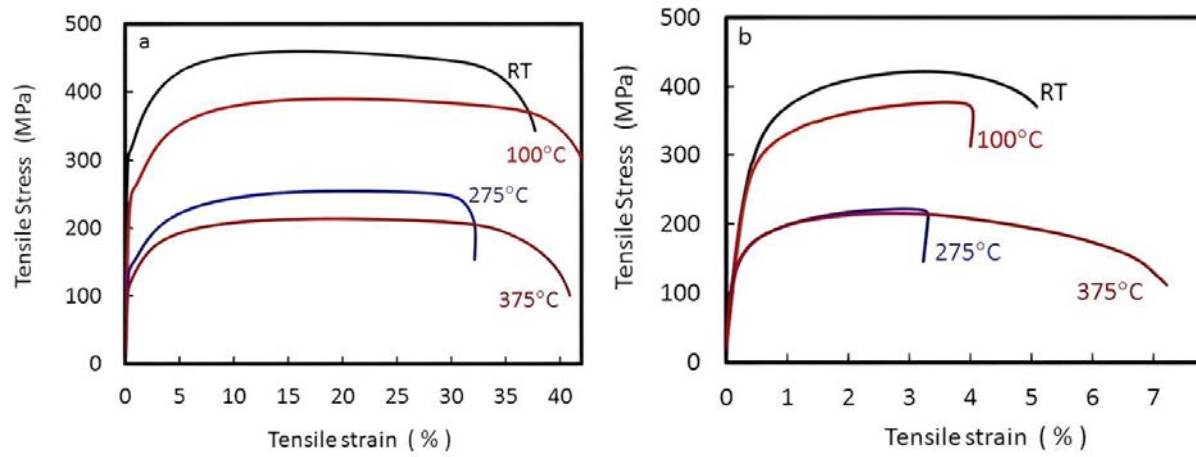 a
500
400
300
200
100
0
Tensile Stress (MPa)
RT
100°C
275°C
375°C
0 5 10 15 20 25 30 35 40
Tensile strain ( % )
b
500
400
300
200
100
0
Tensile Stress (MPa)
RT
100°C
275°C
375°C
0 1 2 3 4 5 6 7
Tensile strain ( % )